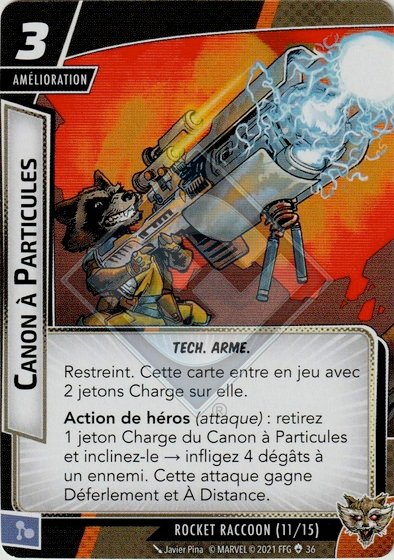 3
AMÉLIORATION
CANON À PARTICULES
TECH. ARME.
Restreint. Cette carte entre en jeu avec
2 jetons Charge sur elle.
Action de héros (attaque) : retirez
1 jeton Charge du Canon à Particules
et inclinez-le → infligez 4 dégâts à
un ennemi. Cette attaque gagne
Déferlement et À Distance.
ROCKET RACCOON (11/15)
Javier Pina © MARVEL © 2021 FFG 36